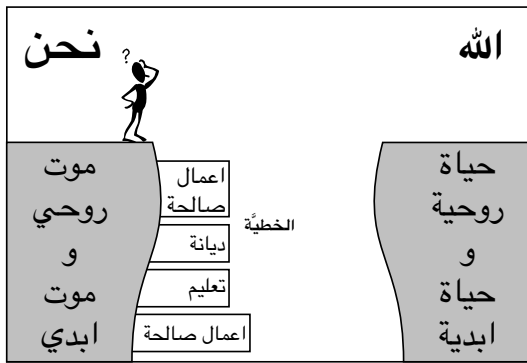 الله
نحن
?
حياة
روحية
و
حياة
ابدية
الخطيَّة
اعمال
صالحة
ديانة
تعليم
اعمال صالحة
موت
روحي
و
موت
ابدي